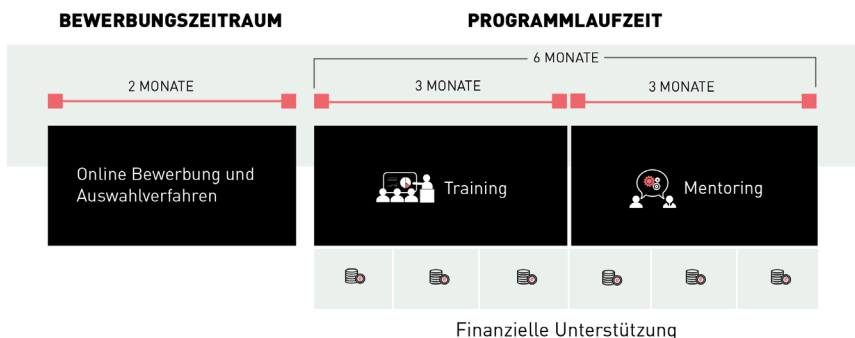 BEWERBUNGSZEITRAUM
PROGRAMMLAUFZEIT
6 MONATE
2 MONATE
3 MONATE
3 MONATE
Online Bewerbung und
Auswahlverfahren
Training
Mentoring
Finanzielle Unterstützung